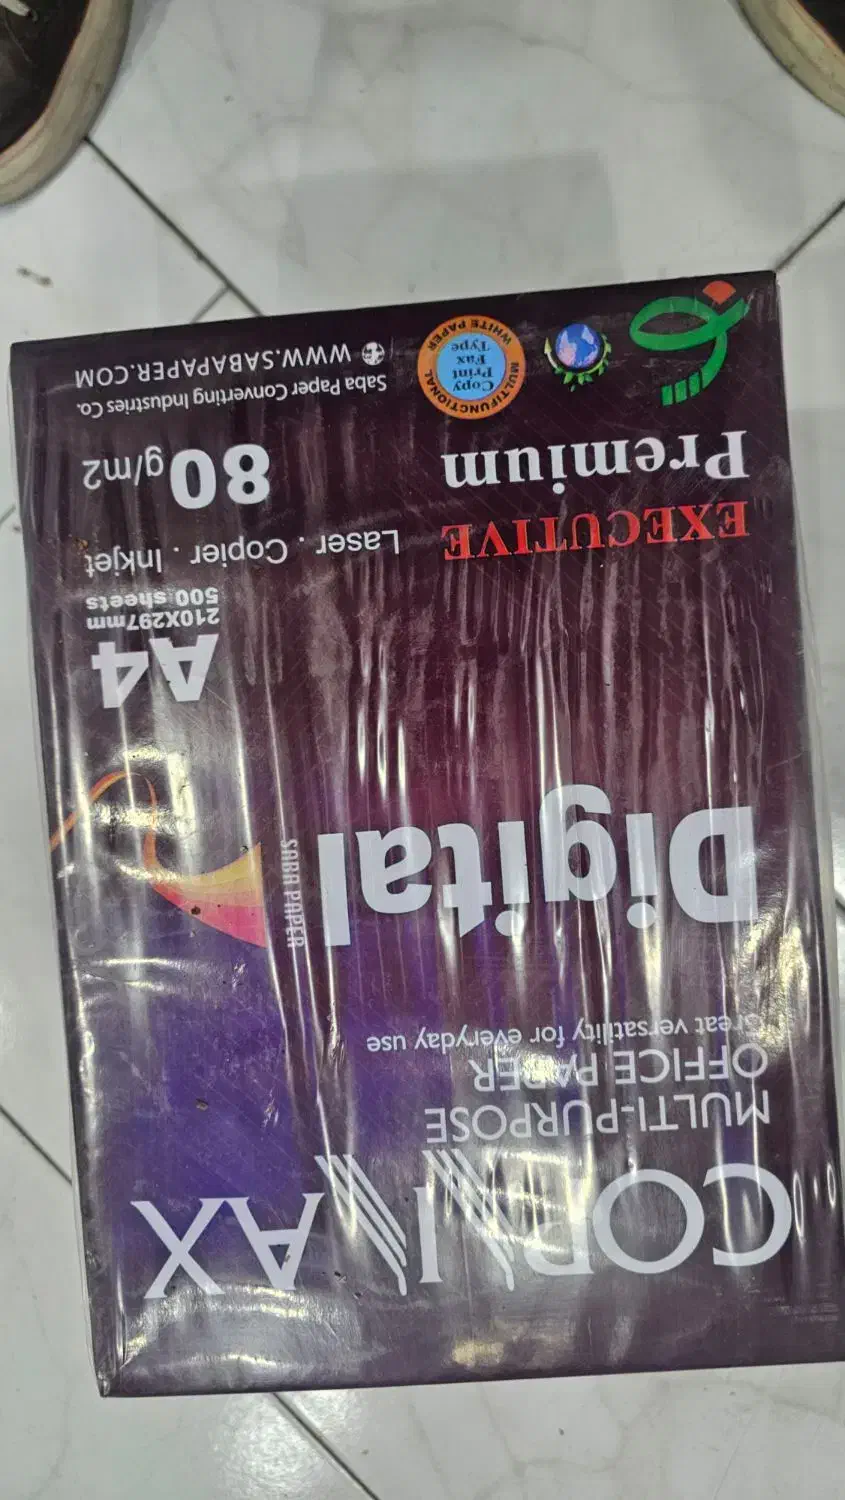 COPIMAX
MULTI-PURPOSE
OFFICE PAPER
Great versatility for everyday use
Digital
SABA PAPER
A4
210X297mm
500 sheets
EXECUTIVE
Premium
Laser . Copier . Inkjet
80 g/m2
MULTIFUNCTIONAL
Copy
Print
Fax
Type
WHITE PAPER
Saba Paper Converting Industries Co.
WWW.SABAPAPER.COM